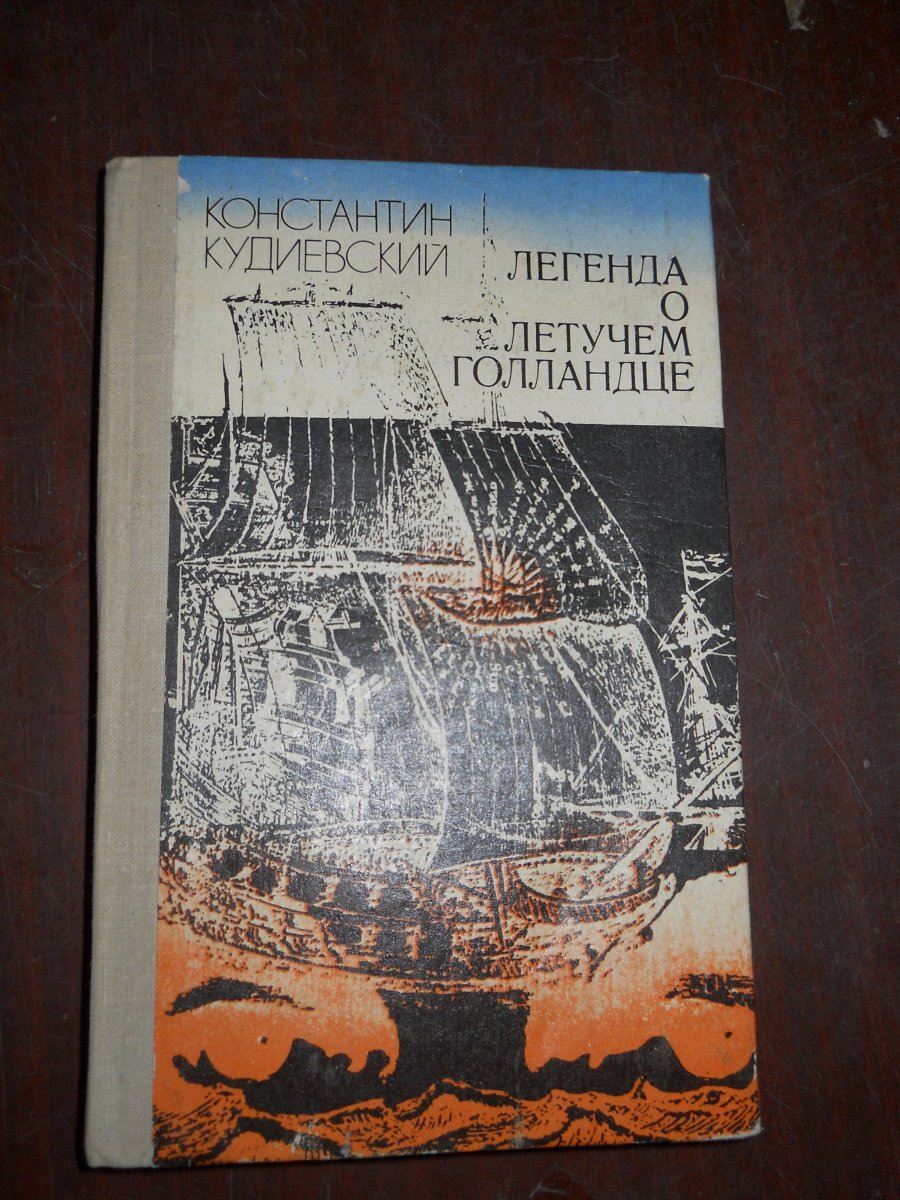 КОНСТАНТИН
КУДИЕВСКИЙ
ЛЕГЕНДА
О
ЛЕТУЧЕМ
ГОЛЛАНДЦЕ